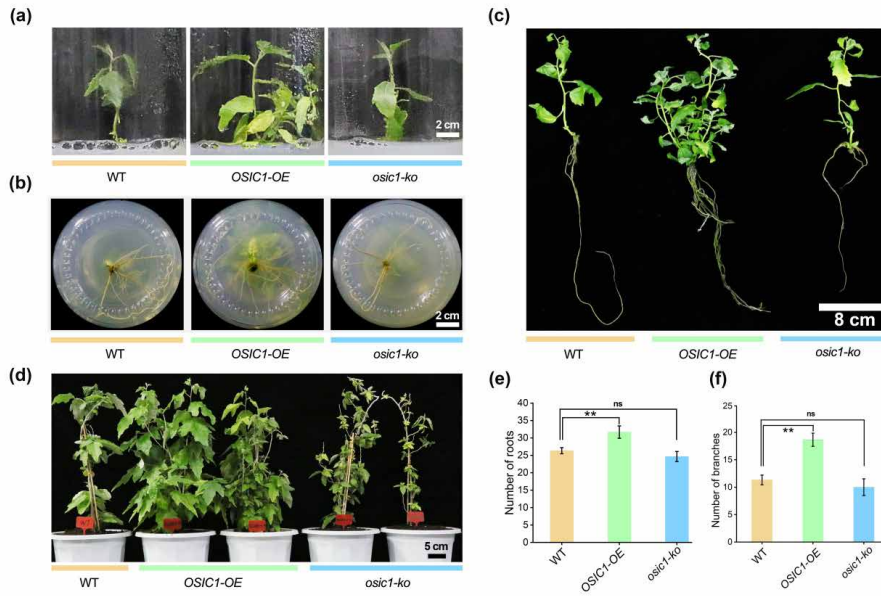 (a)
2 cm
WT
OSIC1-OE
osic1-ko
(b)
2 cm
WT
OSIC1-OE
osic1-ko
(c)
8 cm
WT
OSIC1-OE
osic1-ko
(d)
5 cm
WT
OSIC1-OE
osic1-ko
(e)
Number of roots
40
35
30
25
20
15
10
5
0
ns
**
WT
OSIC1-OE
osic1-ko
(f)
Number of branches
25
20
15
10
5
0
ns
**
WT
OSIC1-OE
osic1-ko